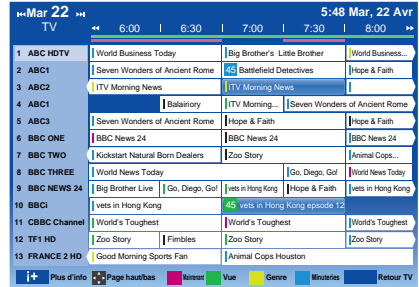 Mar 22
5:48 Mar, 22 Avr
TV 6:00 6:30 7:00 7:30 8:00
1 ABC HDTV World Business Today Big Brother's Little Brother World Business...
2 ABC1 Seven Wonders of Ancient Rome 45 Battlefield Detectives Hope & Faith
3 ABC2 ITV Morning News ITV Morning News
4 ABC1 Balairiory ITV Morning... Seven Wonders of Ancient Rome
5 ABC3 Seven Wonders of Ancient Rome Hope & Faith Hope & Faith
6 BBC ONE BBC News 24 BBC News 24 BBC News 24
7 BBC TWO Kickstart Natural Born Dealers Zoo Story Animal Cops...
8 BBC THREE World News Today Go, Diego, Go! World News Today
9 BBC NEWS 24 Big Brother Live Go, Diego, Go! vets in Hong Kong Hope & Faith vets in Hong Kong
10 BBCi vets in Hong Kong 45 vets in Hong Kong episode 12
11 CBBC Channel World's Toughest World's Toughest World's Toughest
12 TF1 HD Zoo Story Fimbles Zoo Story Zoo Story
13 FRANCE 2 HD Good Morning Sports Fan Animal Cops Houston
i+ Plus d'info Page haut/bas Maintenant Vue Genre Minuteries Retour TV